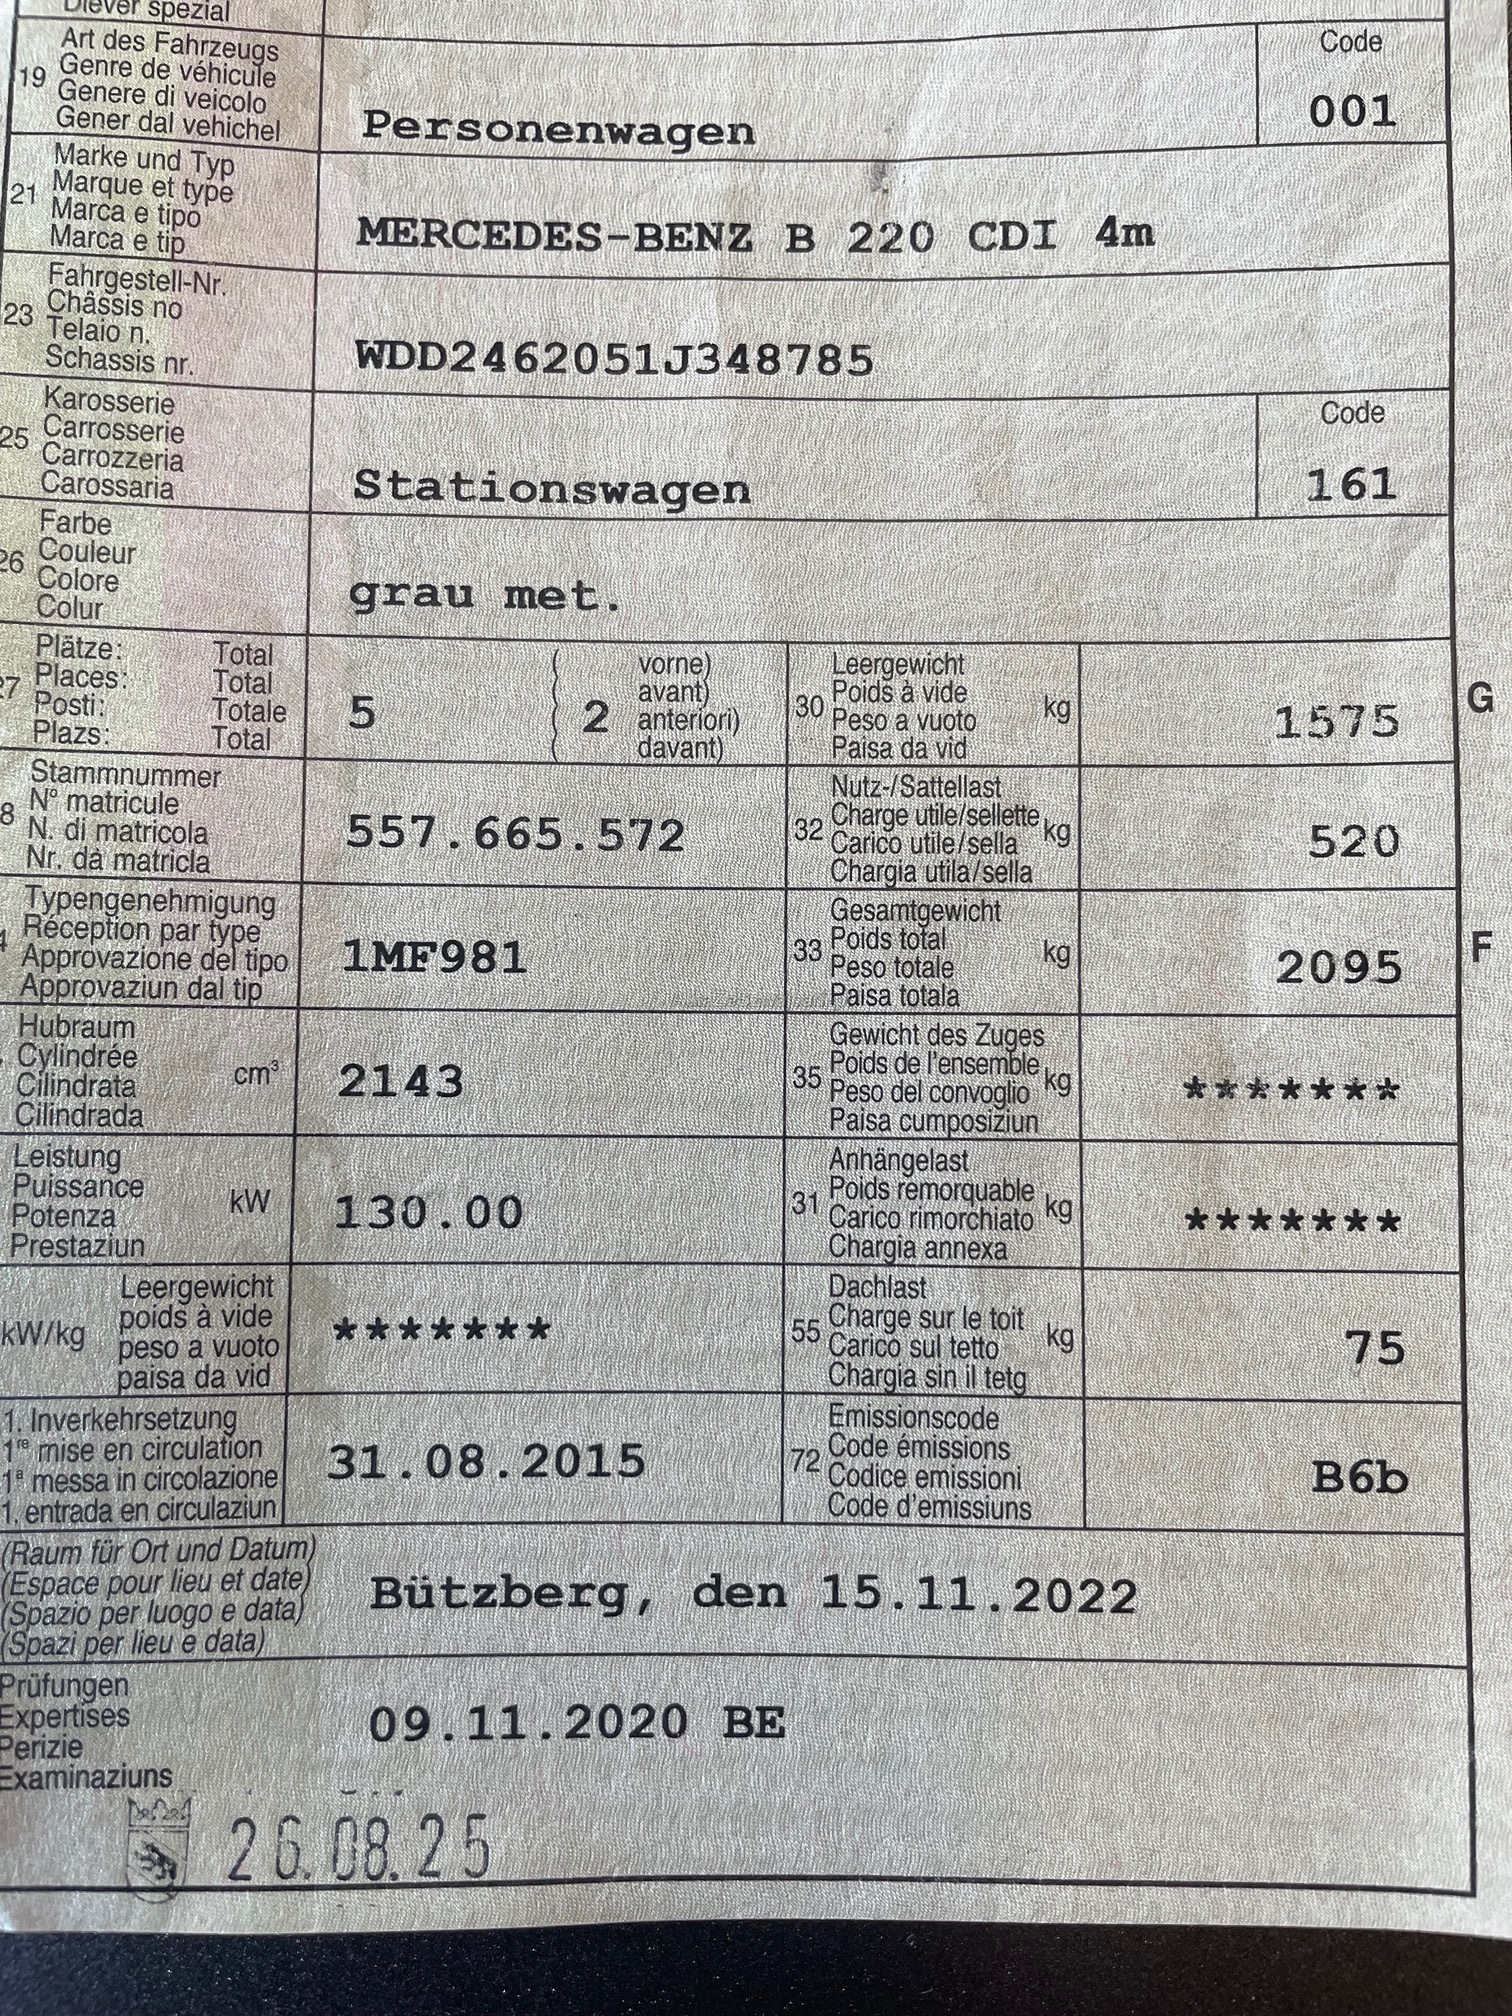 Diever spezial
19 Art des Fahrzeugs
Genre de véhicule
Genere di veicolo
Gener dal vehichel
Personenwagen
Code
001
21 Marke und Typ
Marque et type
Marca e tipo
Marca e tip
MERCEDES-BENZ B 220 CDI 4m
23 Fahrgestell-Nr.
Châssis no
Telaio n.
Schassis nr.
WDD2462051J348785
25 Karosserie
Carrosserie
Carrozzeria
Carossaria
Stationswagen
Code
161
26 Farbe
Couleur
Colore
Colur
grau met.
27 Plätze: Total
Places: Total
Posti: Totale
Plazs: Total
5
2
( vorne)
( avant)
( anteriori)
( davant)
30 Leergewicht
Poids à vide
Peso a vuoto
Paisa da vid
kg
1575
G
8 Stammnummer
N° matricule
N. di matricola
Nr. da matricla
557.665.572
32 Nutz-/Sattellast
Charge utile/sellette
Carico utile/sella
Chargia utila/sella
kg
520
4 Typengenehmigung
Réception par type
Approvazione del tipo
Approvaziun dal tip
1MF981
33 Gesamtgewicht
Poids total
Peso totale
Paisa totala
kg
2095
F
Hubraum
Cylindrée
Cilindrata
Cilindrada
cm³
2143
35 Gewicht des Zuges
Poids de l'ensemble
Peso del convoglio
Paisa cumposiziun
kg
*******
Leistung
Puissance
Potenza
Prestaziun
kW
130.00
31 Anhängelast
Poids remorquable
Carico rimorchiato
Chargia annexa
kg
*******
kW/kg
Leergewicht
poids à vide
peso a vuoto
paisa da vid
*******
55 Dachlast
Charge sur le toit
Carico sul tetto
Chargia sin il tetg
kg
75
1. Inverkehrsetzung
1re mise en circulation
1a messa in circolazione
1. entrada en circulaziun
31.08.2015
72 Emissionscode
Code émissions
Codice emissioni
Code d'emissiuns
B6b
(Raum für Ort und Datum)
(Espace pour lieu et date)
(Spazio per luogo e data)
(Spazi per lieu e data)
Bützberg, den 15.11.2022
Prüfungen
Expertises
Perizie
Examinaziuns
09.11.2020 BE
26.08.25